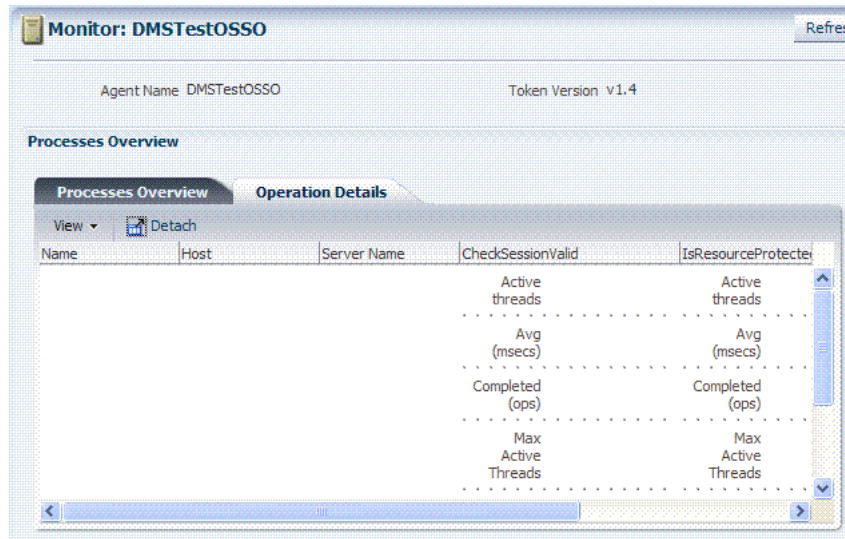 Monitor: DMSTestOSSO
Refres
Agent Name DMSTestOSSO
Token Version v1.4
Processes Overview
Processes Overview
Operation Details
View
Detach
Name
Host
Server Name
CheckSessionValid
IsResourceProtected
Active
threads
Active
threads
Avg
(msecs)
Avg
(msecs)
Completed
(ops)
Completed
(ops)
Max
Active
Threads
Max
Active
Threads